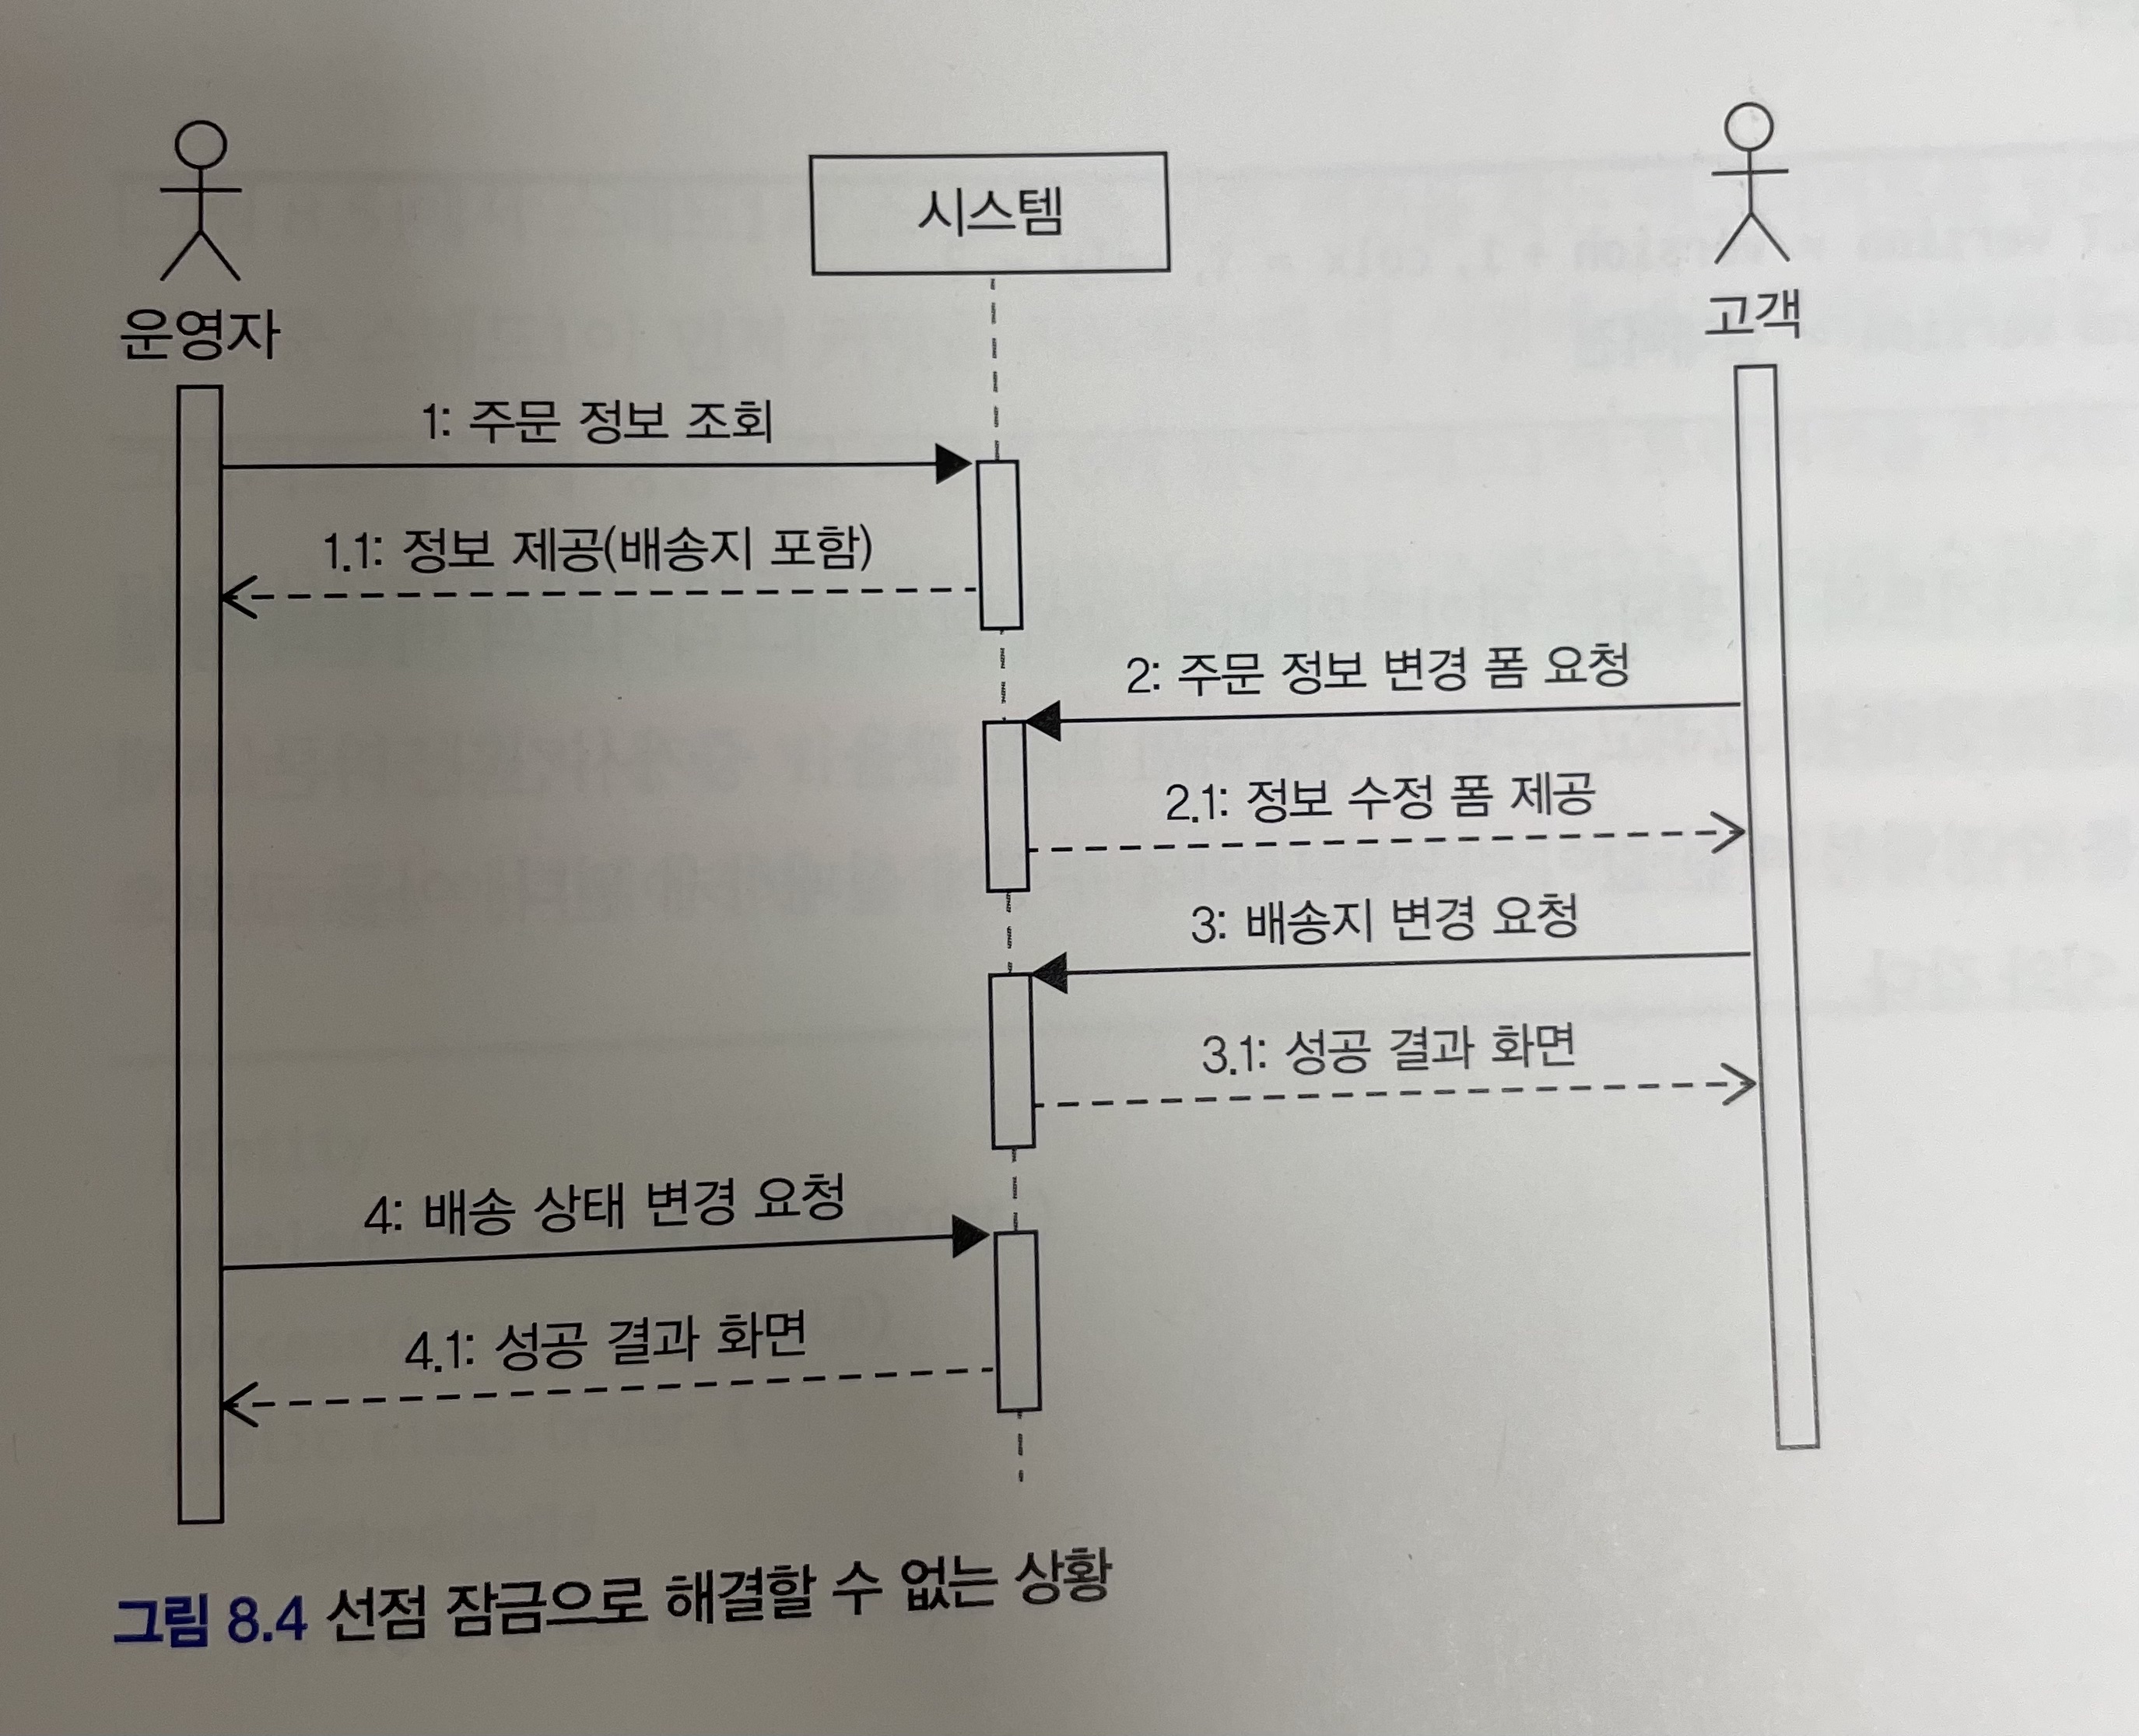 운영자
시스템
고객
1: 주문 정보 조회
1.1: 정보 제공(배송지 포함)
2: 주문 정보 변경 폼 요청
2.1: 정보 수정 폼 제공
3: 배송지 변경 요청
3.1: 성공 결과 화면
4: 배송 상태 변경 요청
4.1: 성공 결과 화면
그림 8.4 선점 잠금으로 해결할 수 없는 상황